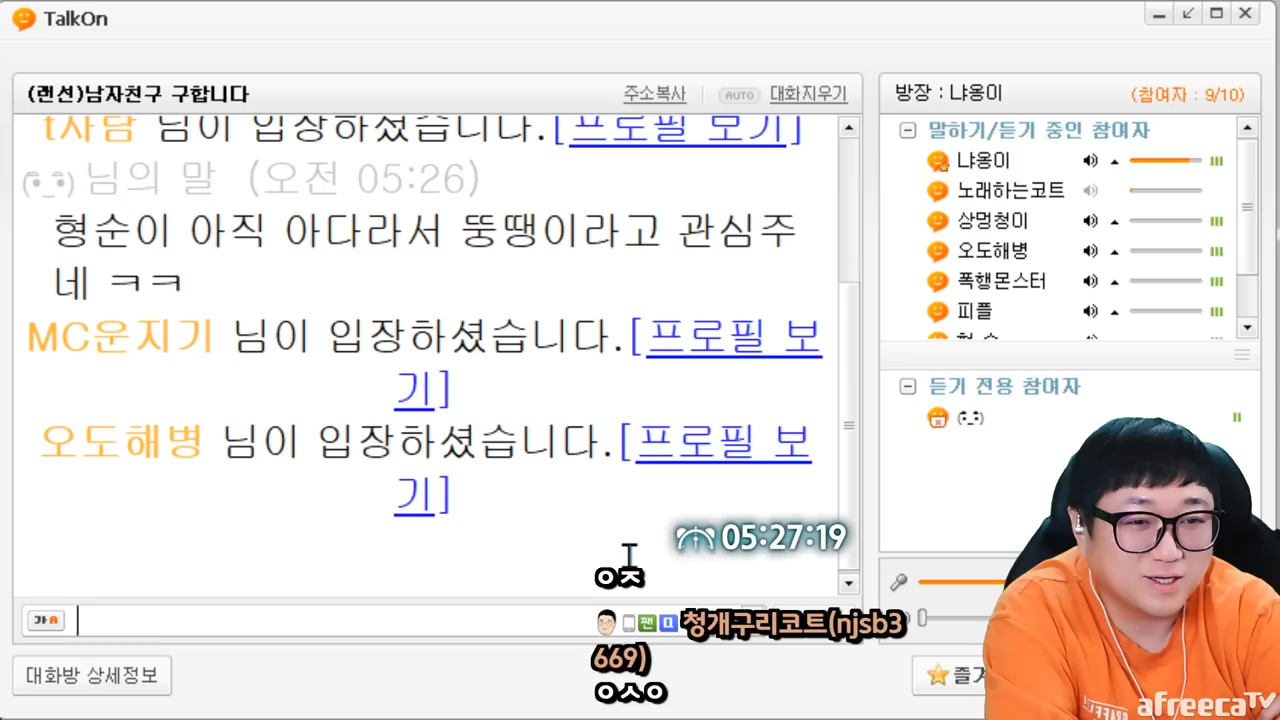 TalkOn
(랜선)남자친구 구합니다
주소복사
AUTO
대화지우기
t사람 님이 입장하셨습니다.[프로필 보기]
(•͡_•͡) 님의 말 (오전 05:26)
형순이 아직 아다라서 뚱땡이라고 관심주
네 ㅋㅋ
MC운지기 님이 입장하셨습니다.[프로필 보
기]
오도해병 님이 입장하셨습니다.[프로필 보
기]
05:27:19
ㅇㅈ
가A
팬
청개구리코트(njsb3
669)
ㅇㅅㅇ
대화방 상세정보
방장 : 냐옹이
(참여자 : 9/10)
말하기/듣기 중인 참여자
냐옹이
노래하는코트
상멍청이
오도해병
폭행몬스터
피플
듣기 전용 참여자
(•͡_•͡)
afreecaTV